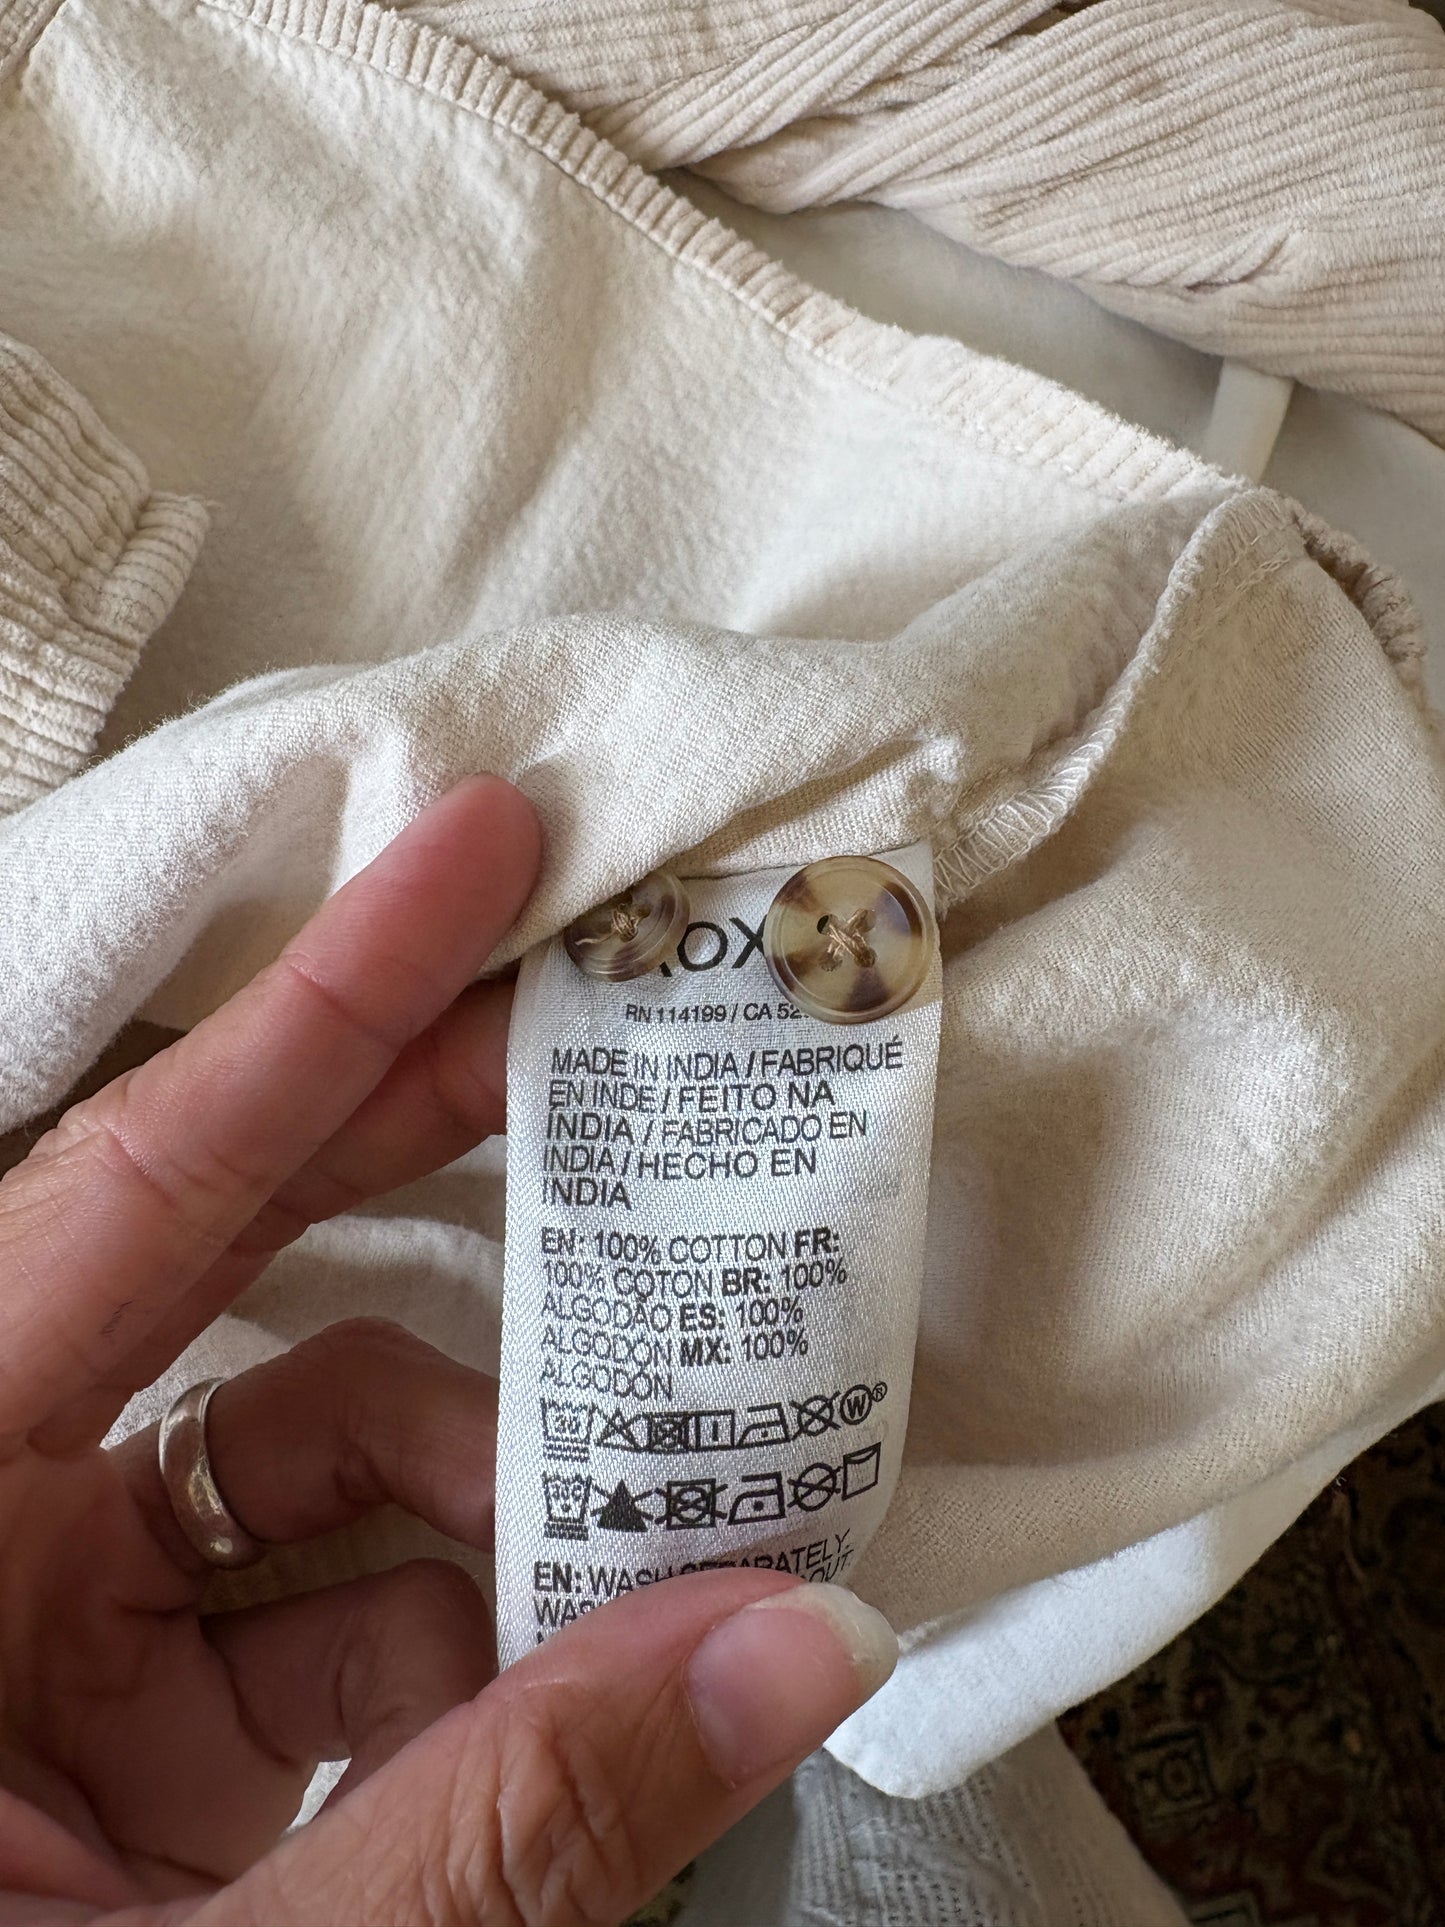 RN 114199 / CA
MADE IN INDIA / FABRIQUÉ
EN INDE / FEITO NA
ÍNDIA / FABRICADO EN
INDIA / HECHO EN
INDIA
EN: 100% COTTON FR:
100% COTON BR: 100%
ALGODÃO ES: 100%
ALGODÓN MX: 100%
ALGODÓN
30
W®
EN: WASH SEPARATELY.